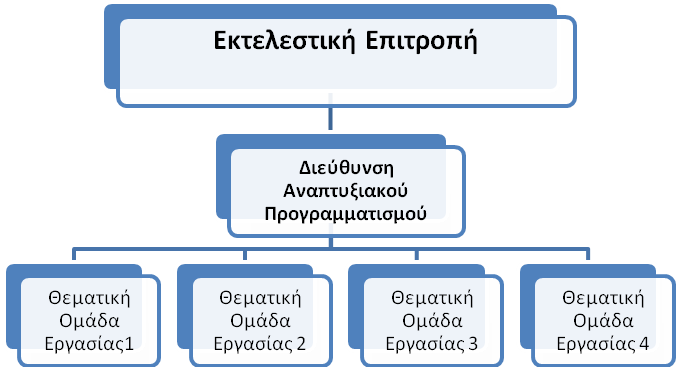 Εκτελεστική Επιτροπή
Διεύθυνση
Αναπτυξιακού
Προγραμματισμού
Θεματική
Ομάδα
Εργασίας1
Θεματική
Ομάδα
Εργασίας 2
Θεματική
Ομάδα
Εργασίας 3
Θεματική
Ομάδα
Εργασίας 4